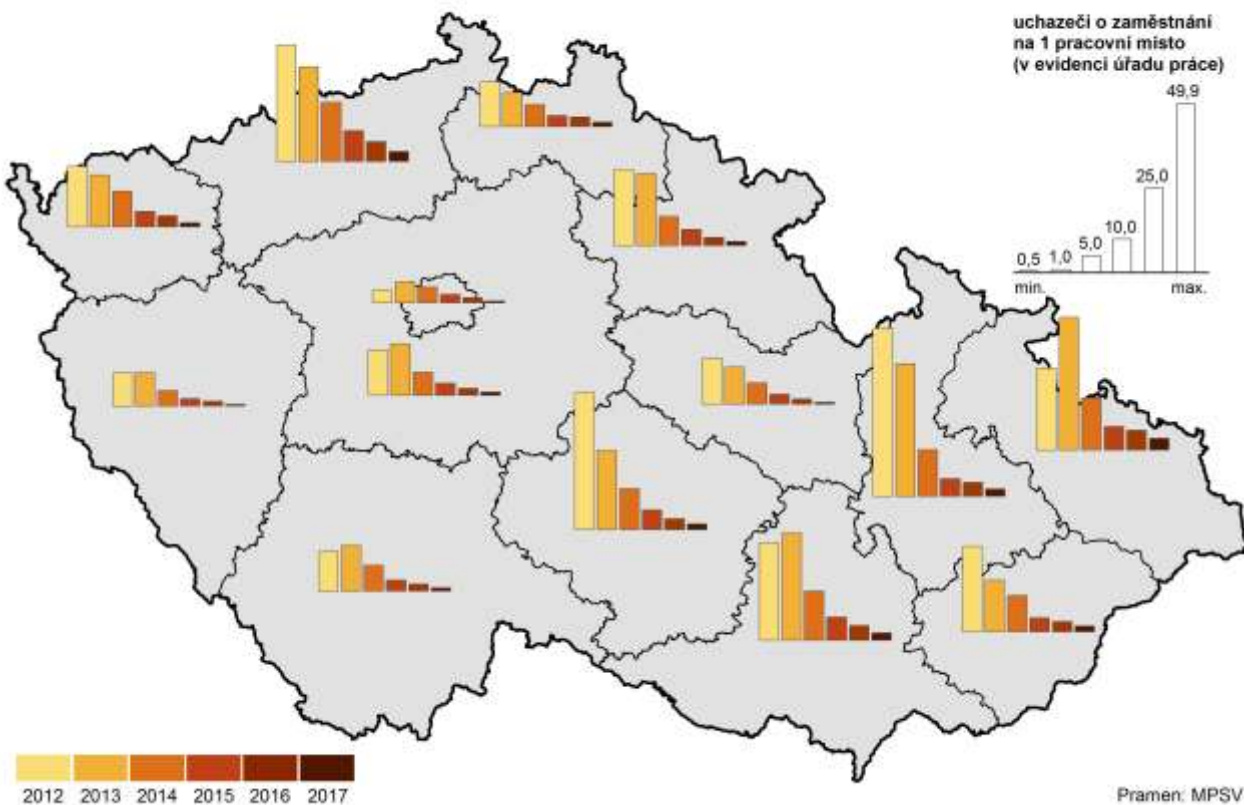 uchazeči o zaměstnání
na 1 pracovní místo
(v evidenci úřadu práce)
49,9
25,0
10,0
5,0
0,5 1,0
min. max.
2012 2013 2014 2015 2016 2017
Pramen: MPSV